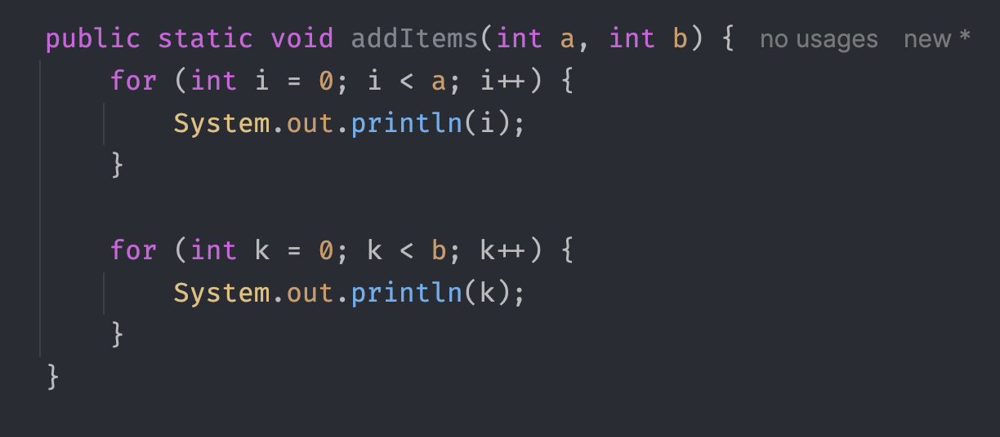 public static void addItems(int a, int b) { no usages new *
    for (int i = 0; i < a; i++) {
        System.out.println(i);
    }

    for (int k = 0; k < b; k++) {
        System.out.println(k);
    }
}